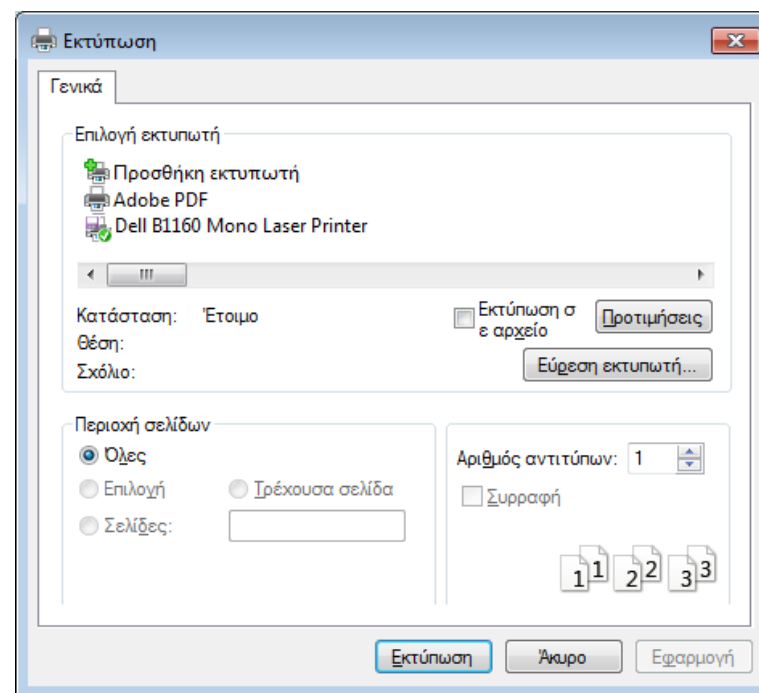 Εκτύπωση
Γενικά
Επιλογή εκτυπωτή
Προσθήκη εκτυπωτή
Adobe PDF
Dell B1160 Mono Laser Printer
Κατάσταση: Έτοιμο
Θέση:
Σχόλιο:
Εκτύπωση σ
ε αρχείο
Προτιμήσεις
Εύρεση εκτυπωτή...
Περιοχή σελίδων
Όλες
Επιλογή Τρέχουσα σελίδα
Σελίδες:
Αριθμός αντιτύπων: 1
Συρραφή
1 1 2 2 3 3
Εκτύπωση Άκυρο Εφαρμογή